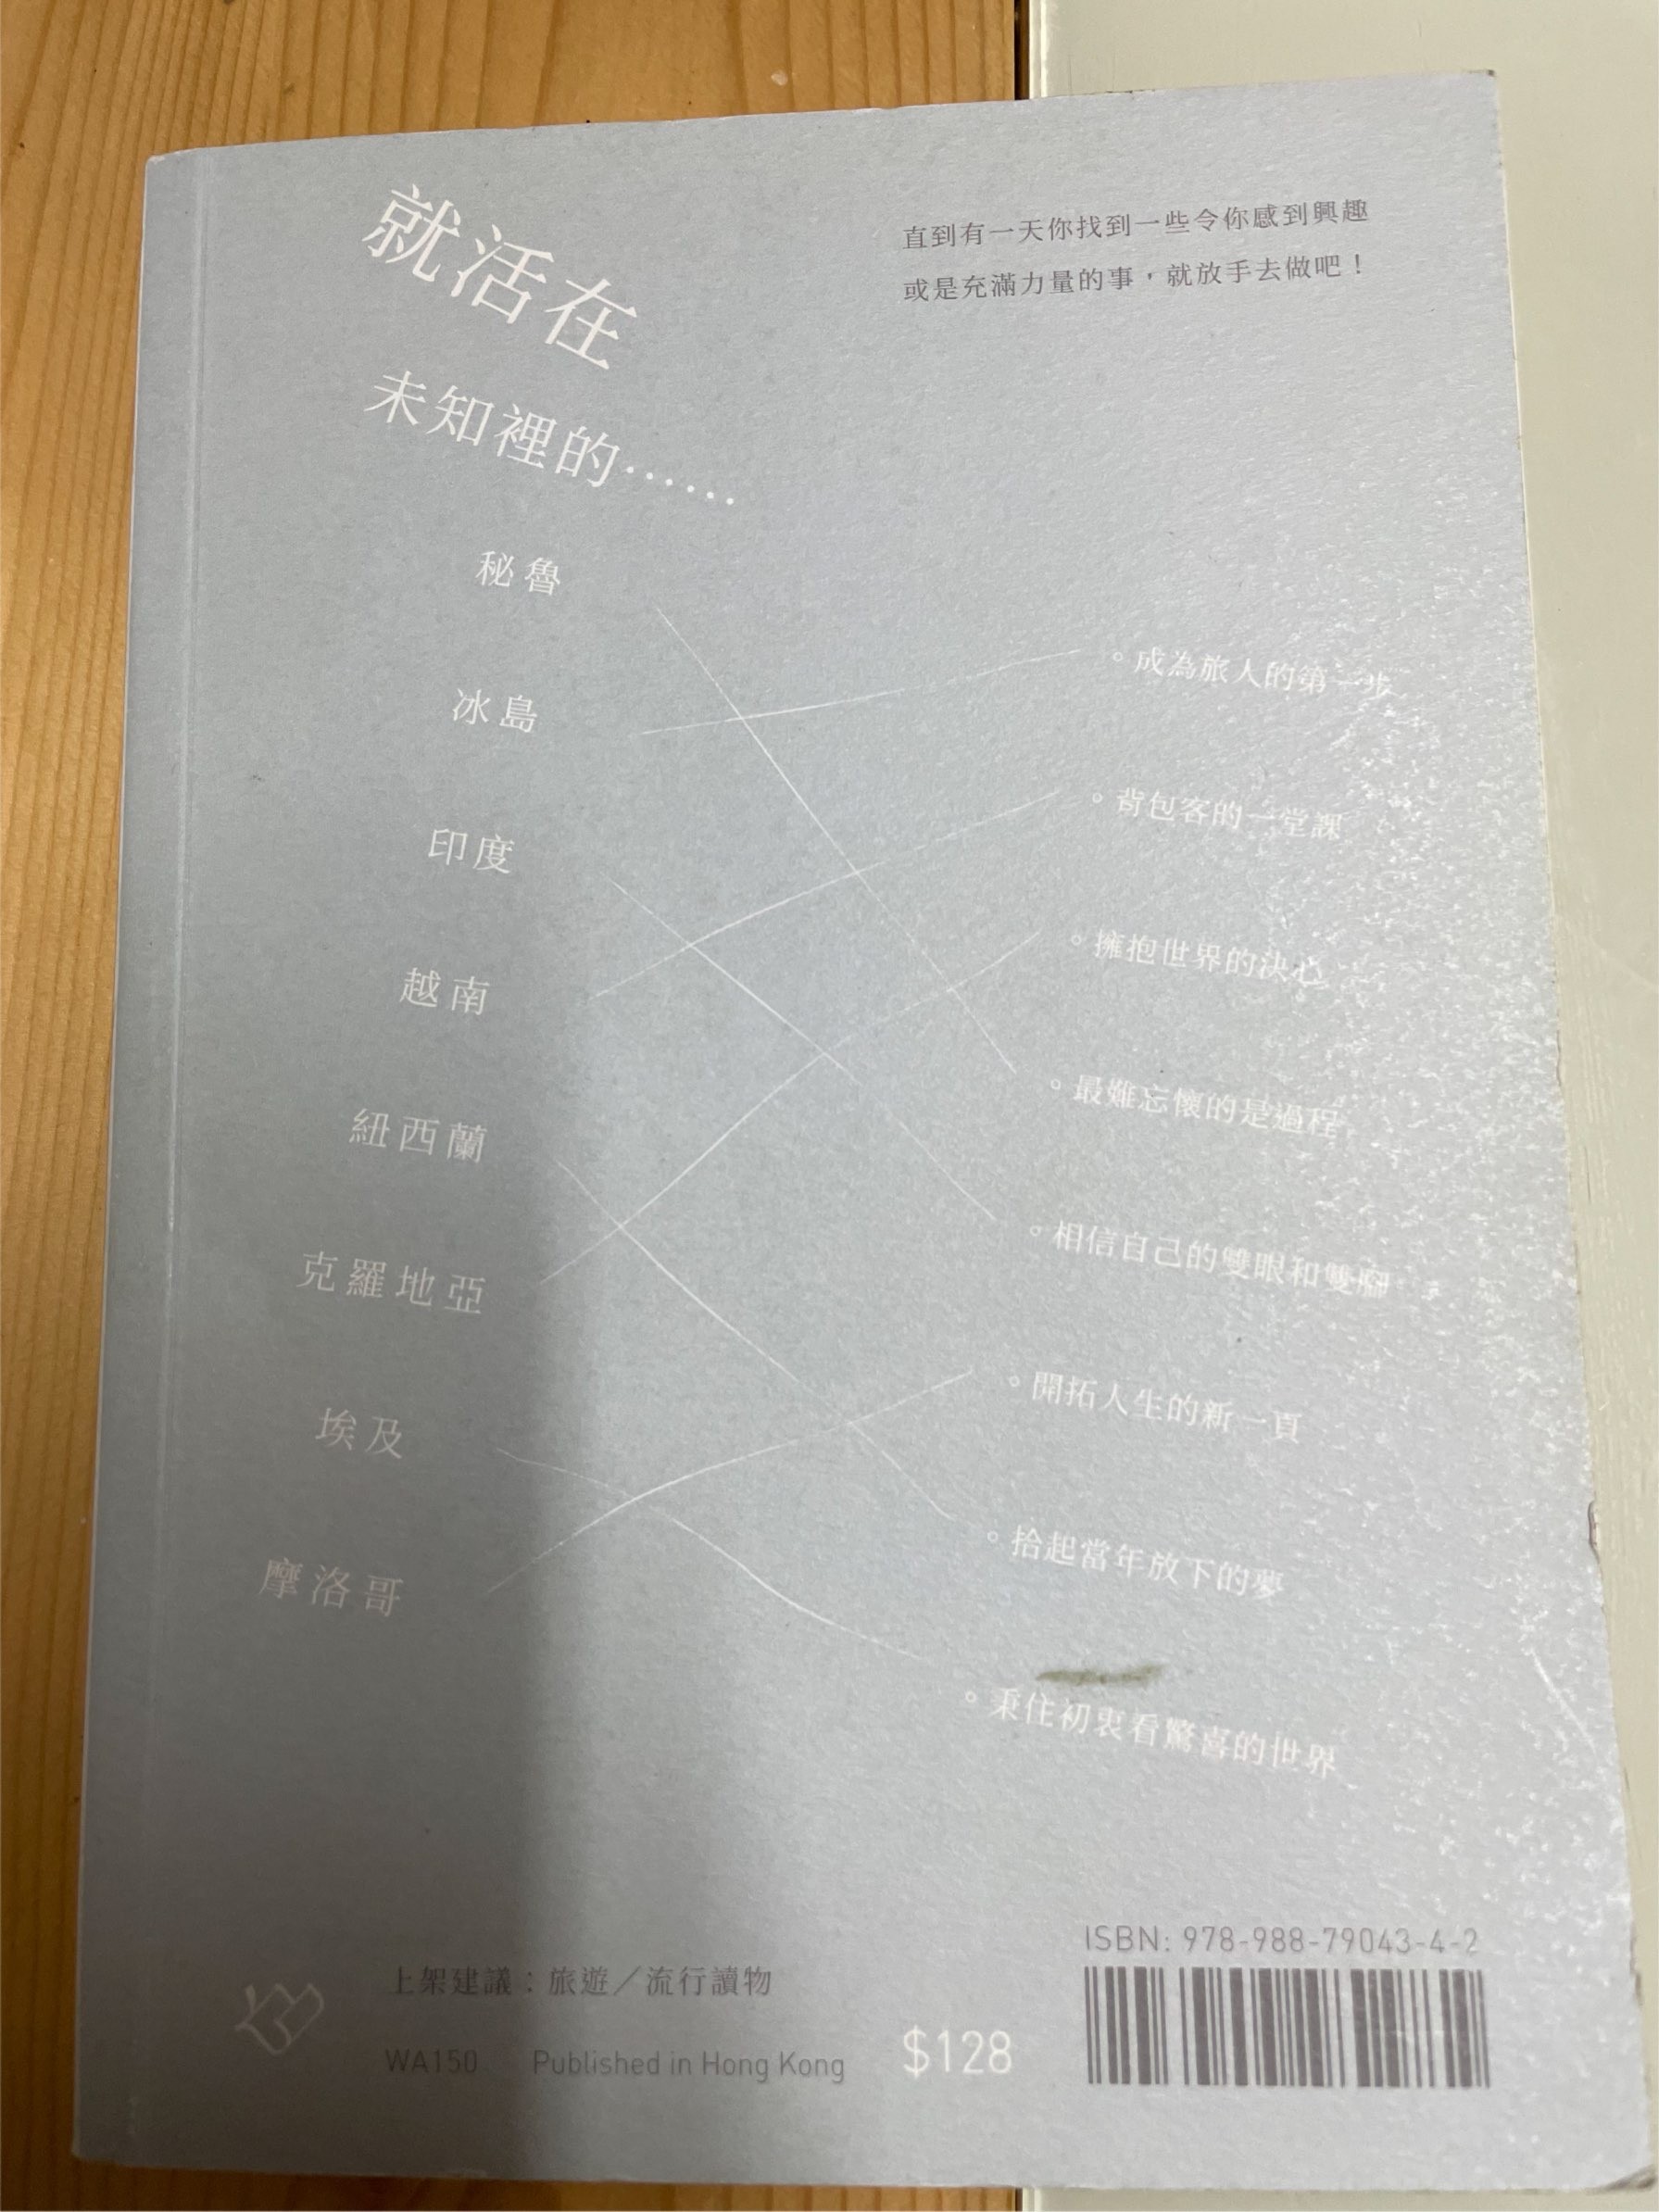 就活在
未知裡的……
直到有一天你找到一些令你感到興趣
或是充滿力量的事，就放手去做吧！
秘魯
冰島
印度
越南
紐西蘭
克羅地亞
埃及
摩洛哥
。成為旅人的第一步
。背包客的一堂課
。擁抱世界的決心
。最難忘懷的是過程
。相信自己的雙眼和雙腳
。開拓人生的新一頁
。拾起當年放下的夢
。秉住初衷看驚喜的世界
上架建議：旅遊／流行讀物
WA150 Published in Hong Kong
$128
ISBN: 978-988-79043-4-2